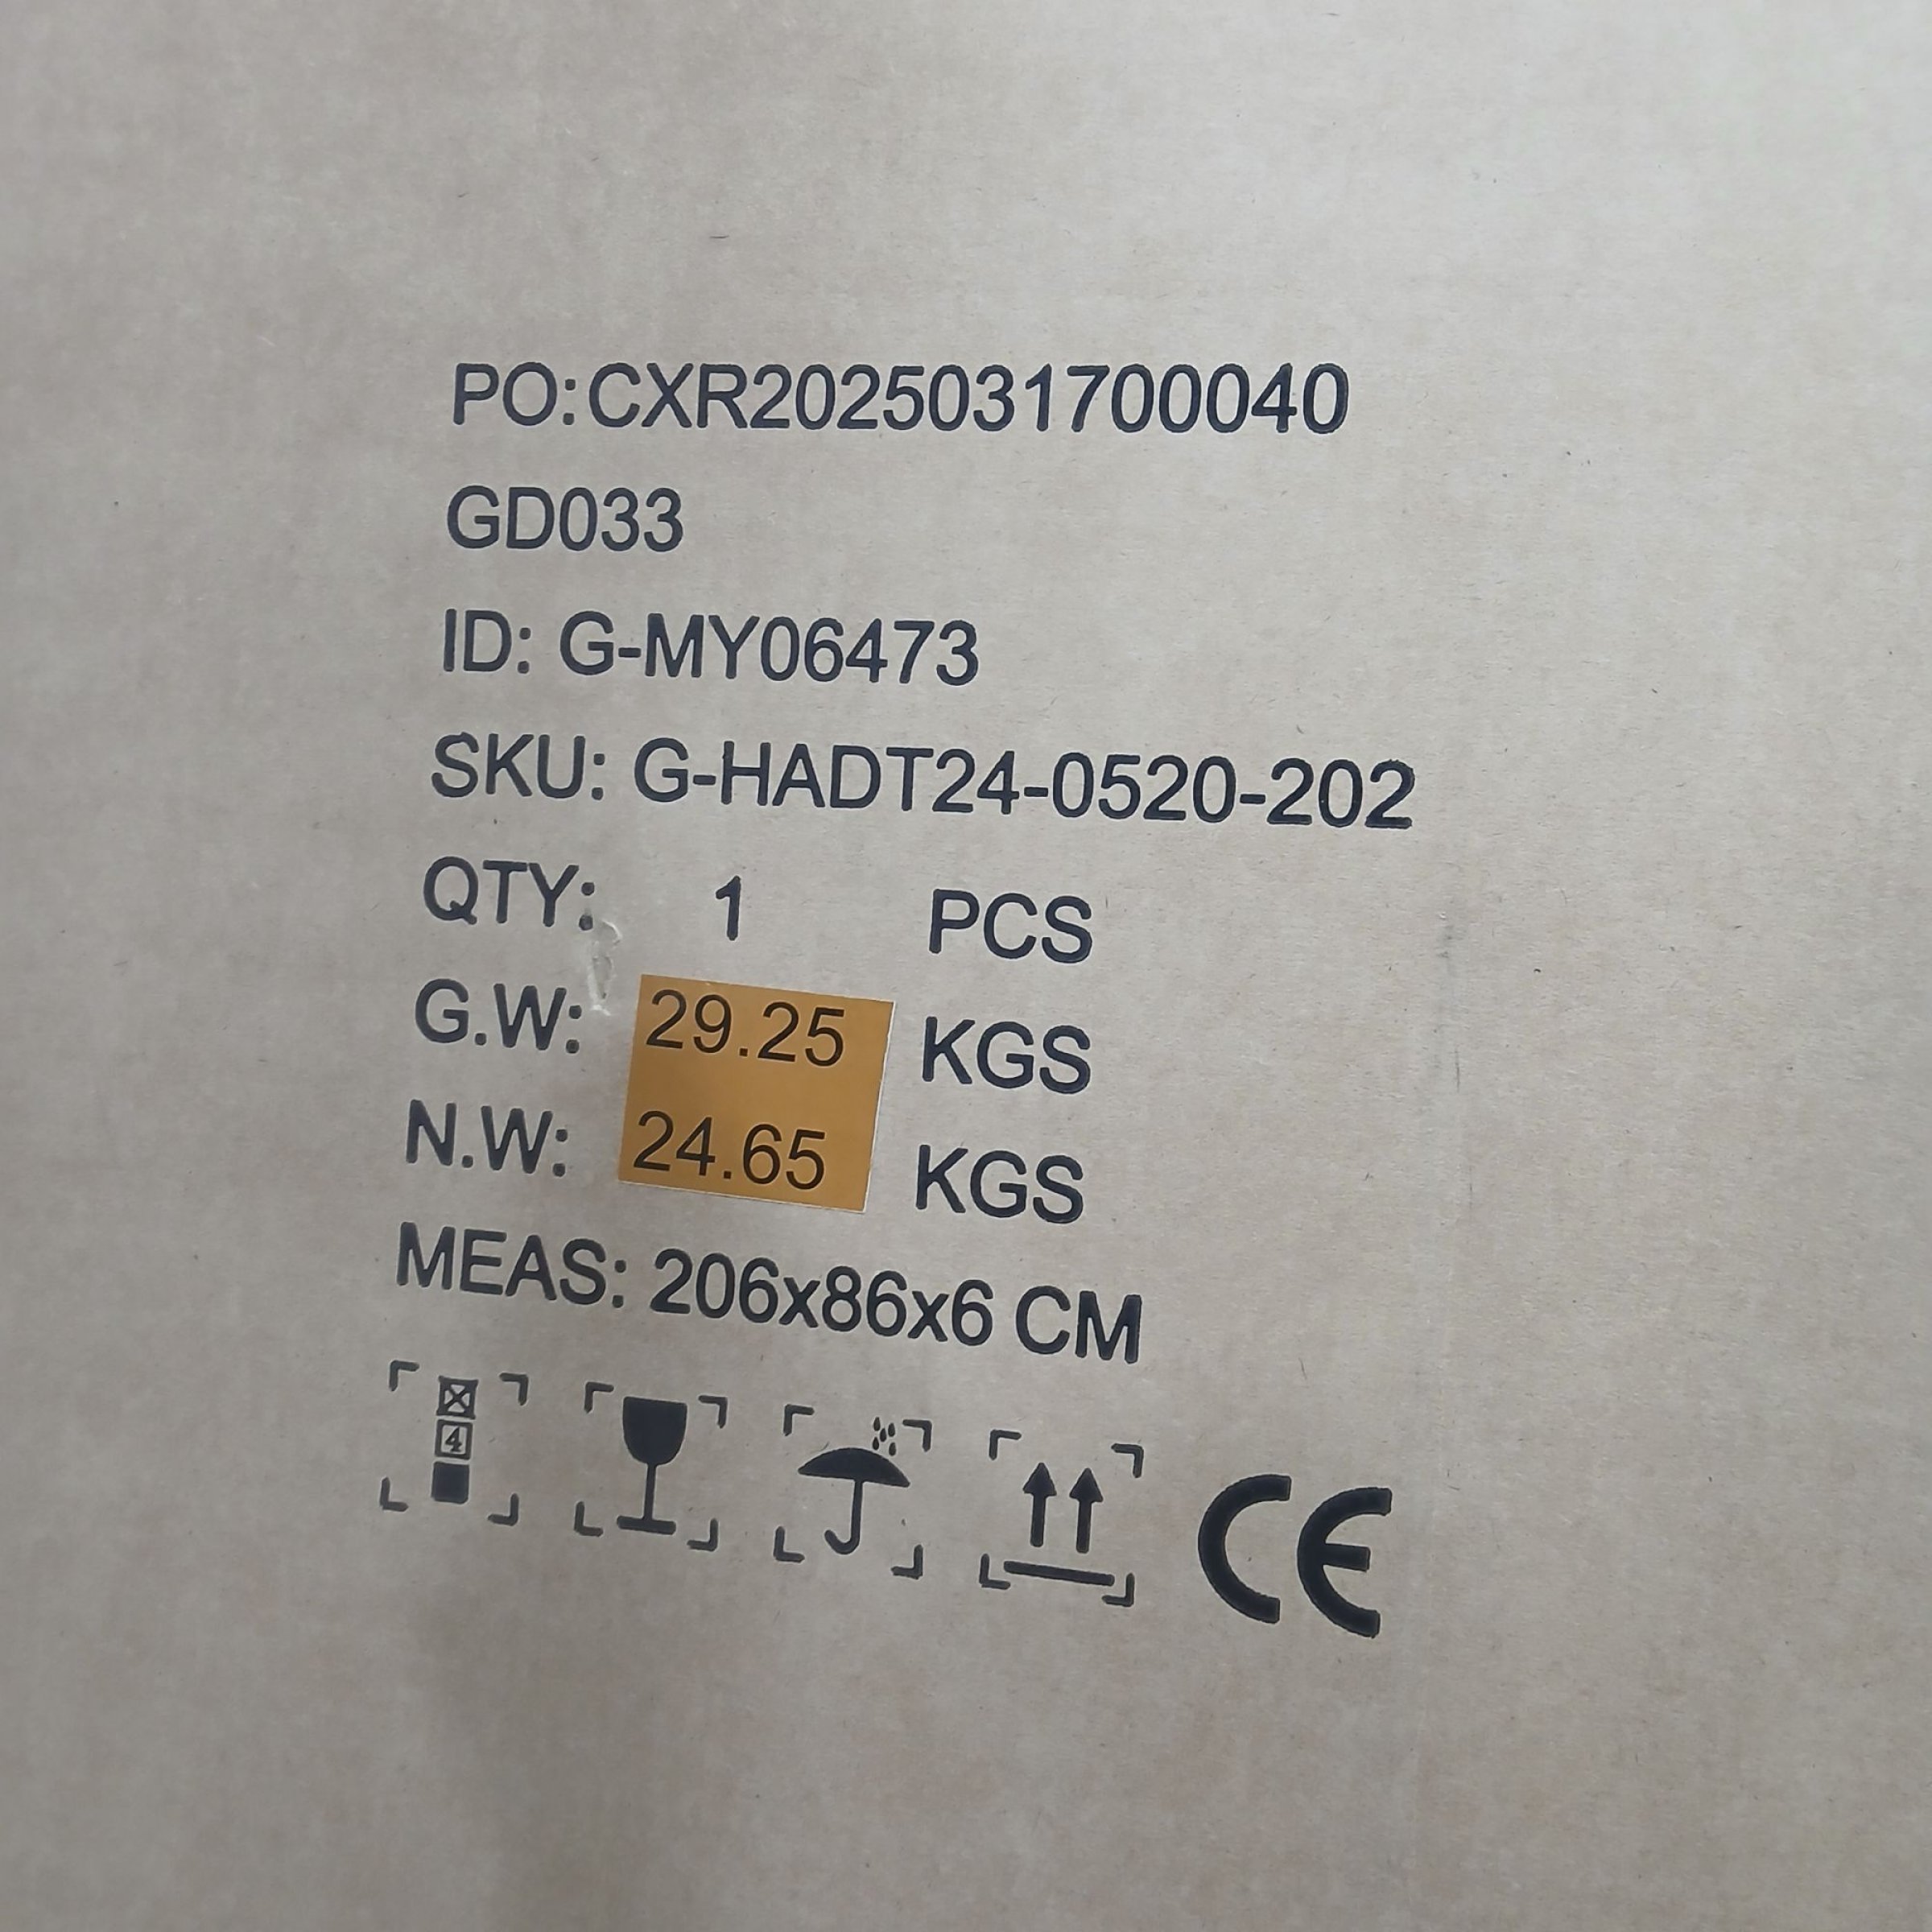 PO:CXR2025031700040
GD033
ID: G-MY06473
SKU: G-HADT24-0520-202
QTY: 1 PCS
G.W: 29.25 KGS
N.W: 24.65 KGS
MEAS: 206x86x6 CM
4
CE